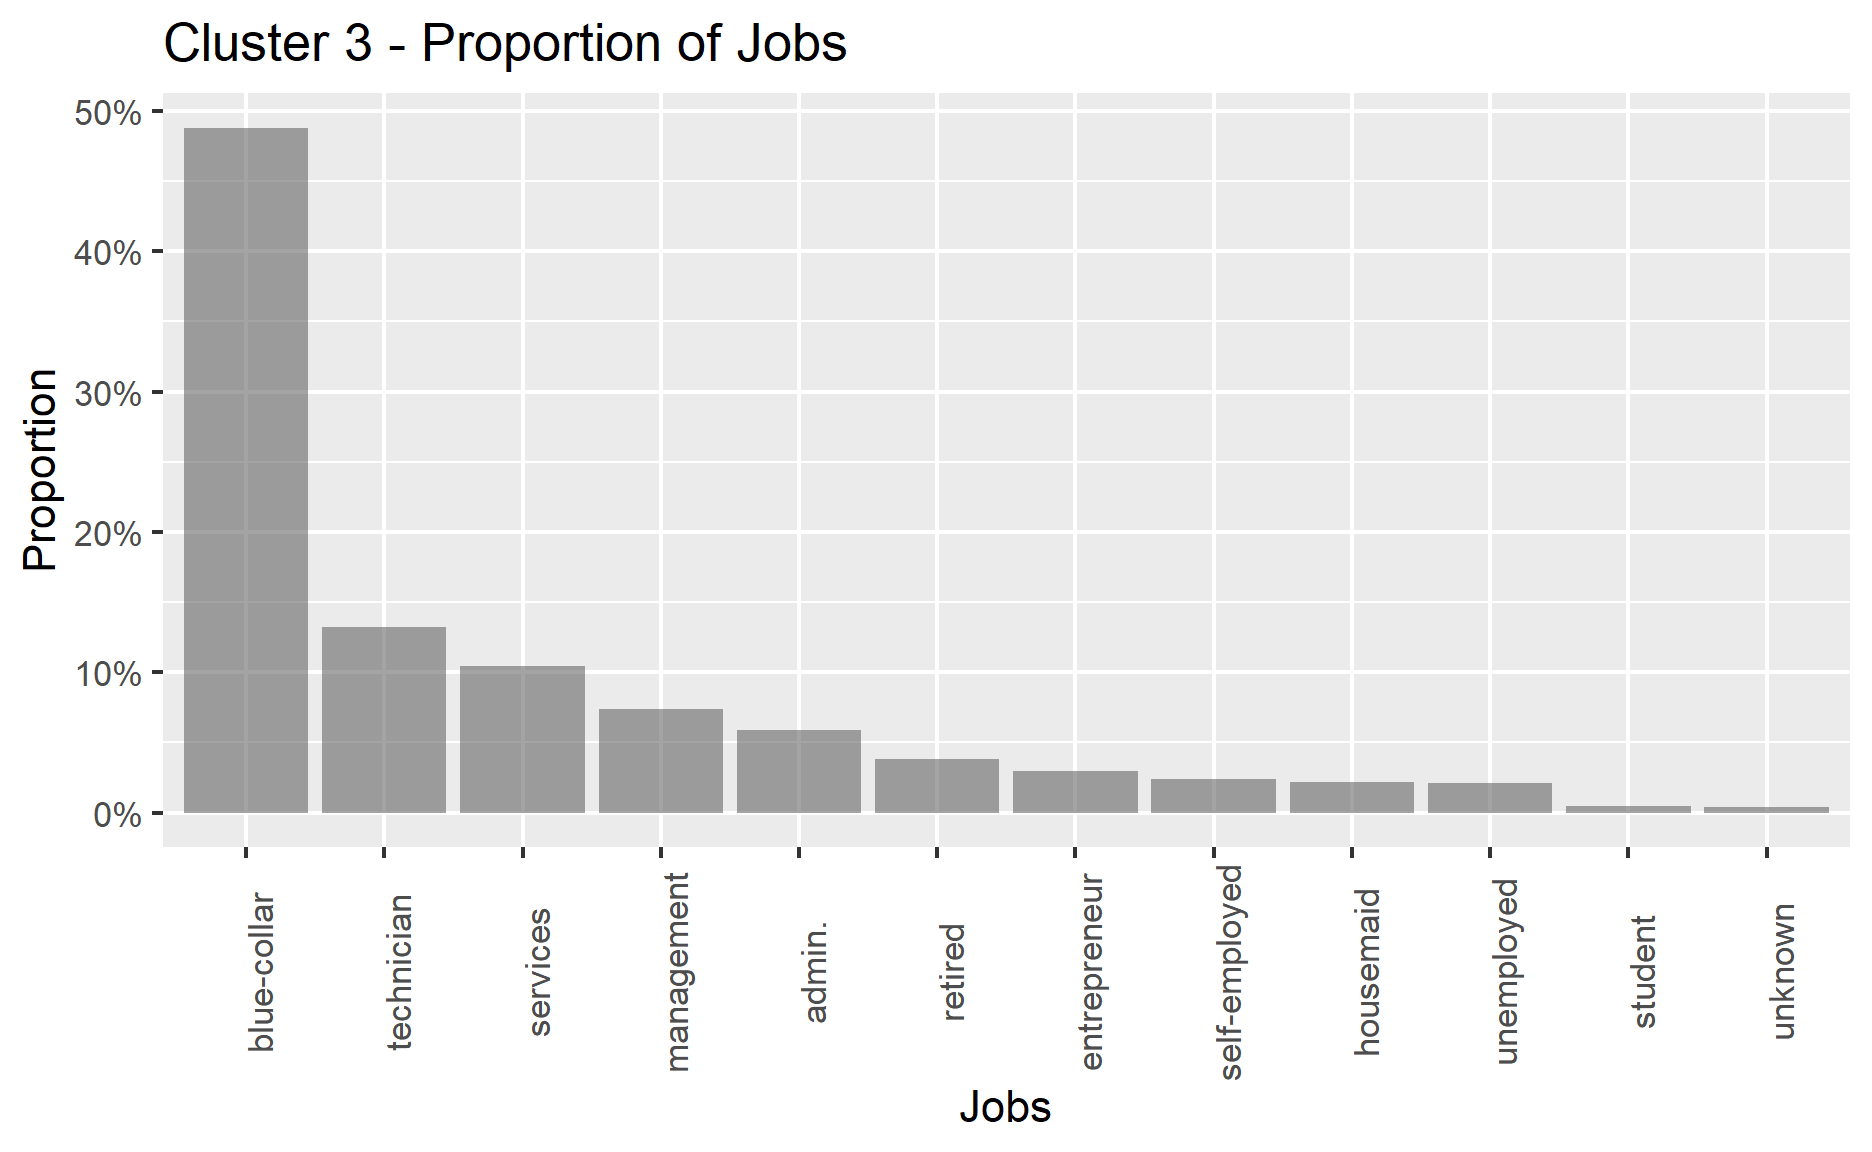 Cluster 3 - Proportion of Jobs
Proportion
50%
40%
30%
20%
10%
0%
blue-collar
technician
services
management
admin.
retired
entrepreneur
self-employed
housemaid
unemployed
student
unknown
Jobs